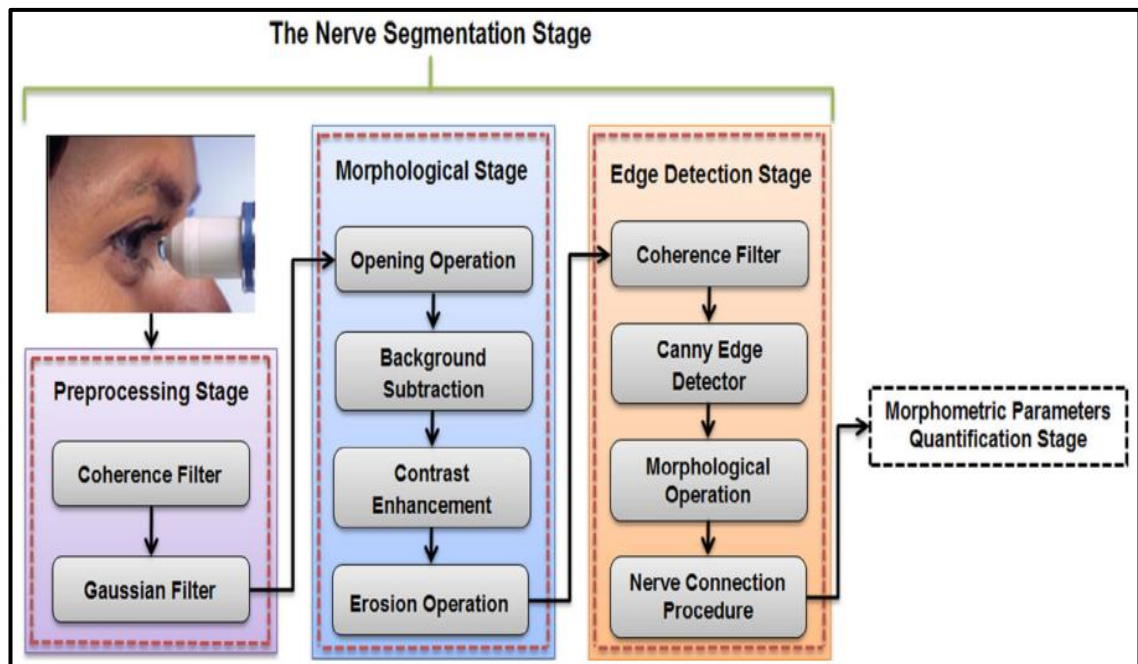 The Nerve Segmentation Stage
Preprocessing Stage
Coherence Filter
Gaussian Filter
Morphological Stage
Opening Operation
Background
Subtraction
Contrast
Enhancement
Erosion Operation
Edge Detection Stage
Coherence Filter
Canny Edge
Detector
Morphological
Operation
Nerve Connection
Procedure
Morphometric Parameters
Quantification Stage